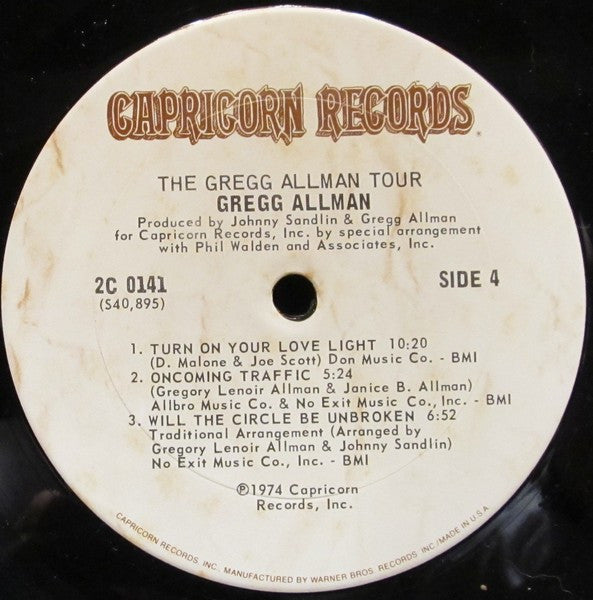 CAPRICORN RECORDS
THE GREGG ALLMAN TOUR
GREGG ALLMAN
Produced by Johnny Sandlin & Gregg Allman
for Capricorn Records, Inc. by special arrangement
with Phil Walden and Associates, Inc.
2C 0141
(S40,895)
SIDE 4
1. TURN ON YOUR LOVE LIGHT 10:20
(D. Malone & Joe Scott) Don Music Co. - BMI
2. ONCOMING TRAFFIC 5:24
(Gregory Lenoir Allman & Janice B. Allman)
Allbro Music Co. & No Exit Music Co., Inc. - BMI
3. WILL THE CIRCLE BE UNBROKEN 6:52
Traditional Arrangement (Arranged by
Gregory Lenoir Allman & Johnny Sandlin)
No Exit Music Co., Inc. - BMI
℗1974 Capricorn
Records, Inc.
CAPRICORN RECORDS, INC. MANUFACTURED BY WARNER BROS. RECORDS, INC./MADE IN U.S.A.